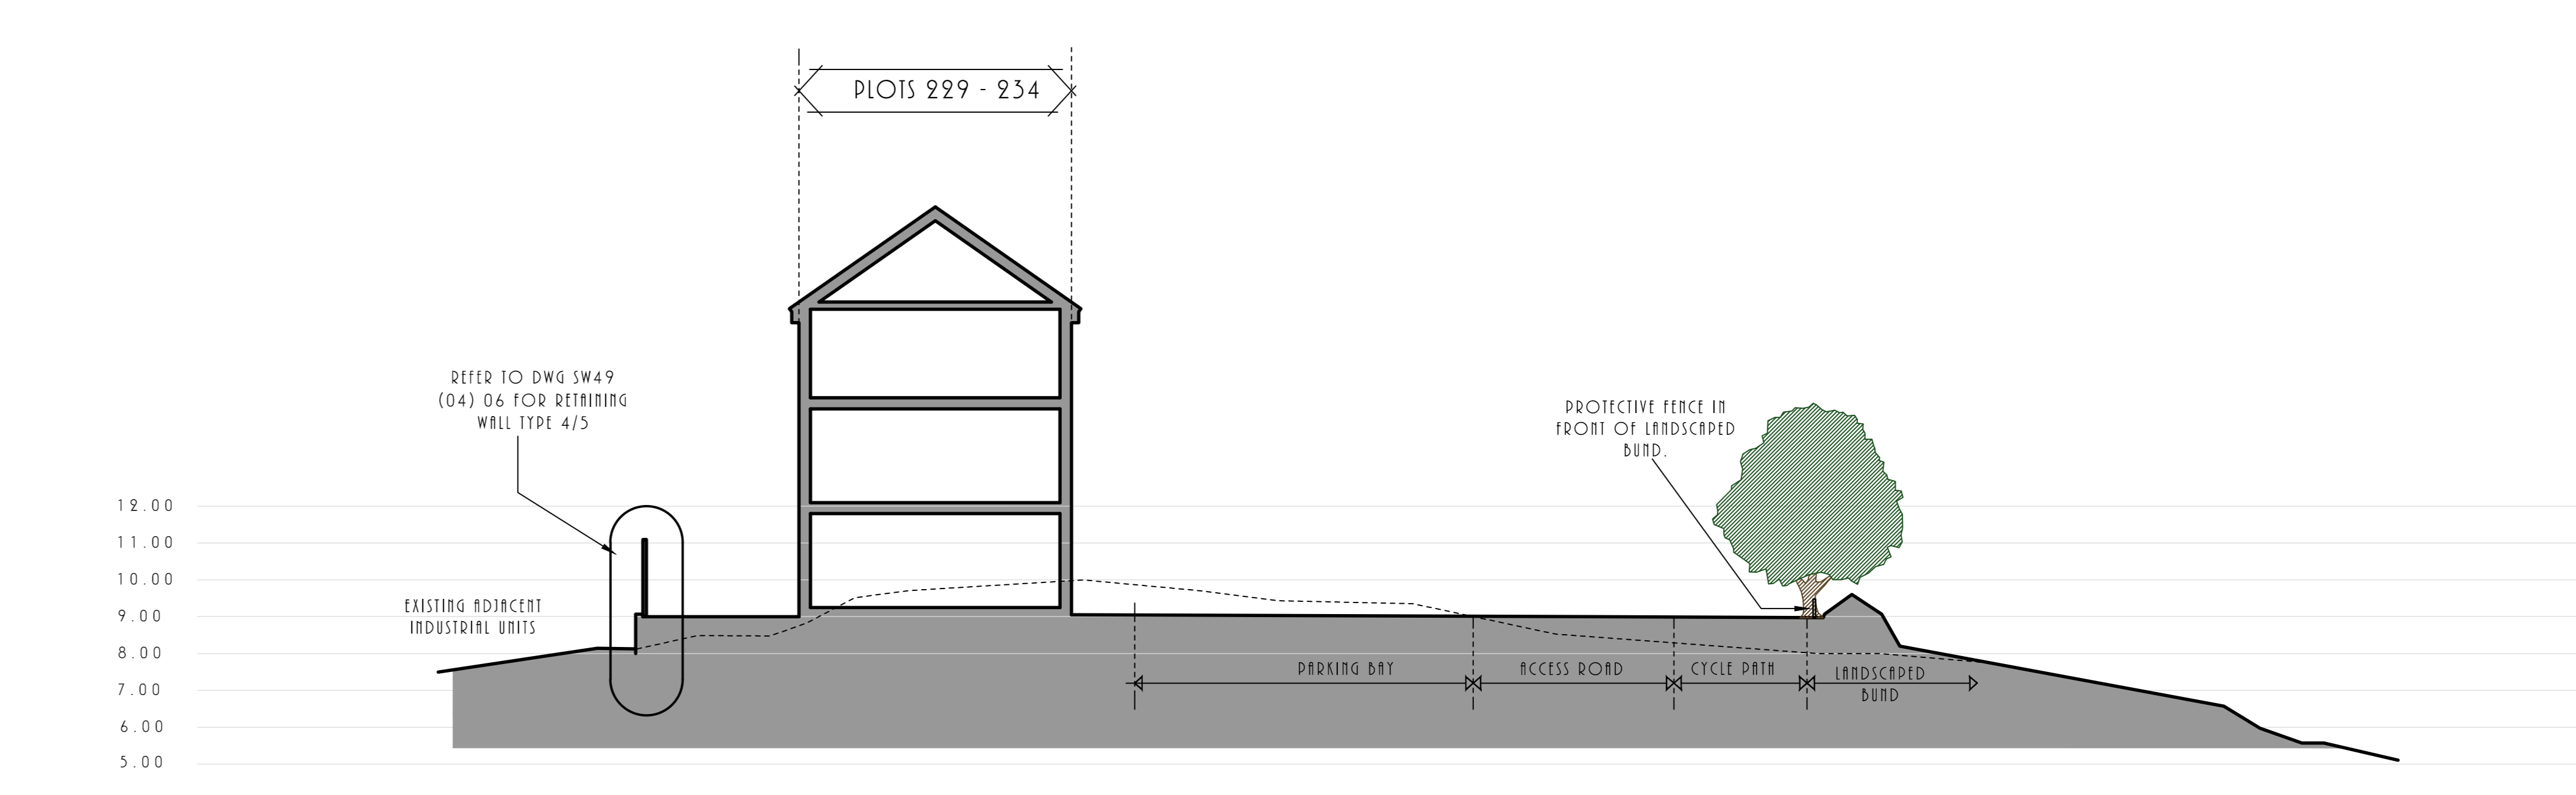 PLOTS 229 - 234
REFER TO DWG SW49
(04) 06 FOR RETAINING
WALL TYPE 4/5
PROTECTIVE FENCE IN
FRONT OF LANDSCAPED
BUND.
12.00
11.00
10.00
9.00
8.00
7.00
6.00
5.00
EXISTING ADJACENT
INDUSTRIAL UNITS
PARKING BAY
ACCESS ROAD
CYCLE PATH
LANDSCAPED
BUND